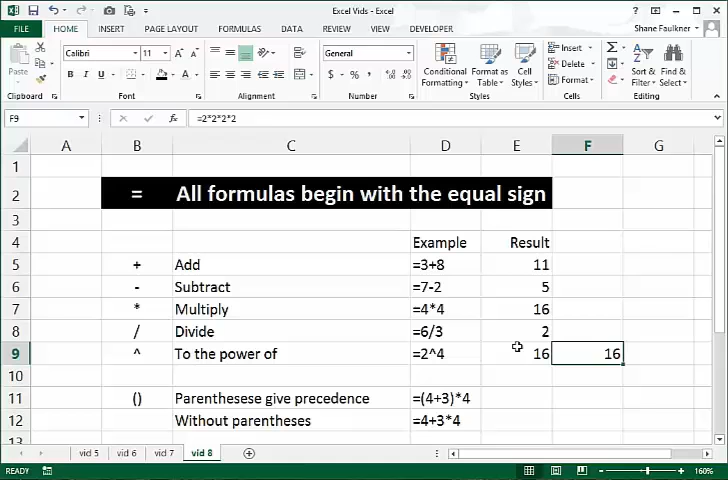 Excel Vids - Excel
FILE HOME INSERT PAGE LAYOUT FORMULAS DATA REVIEW VIEW DEVELOPER Shane Faulkner
Paste
Calibri 11
B I U
General
$ % ,
Conditional Formatting
Format as Table
Cell Styles
Insert
Delete
Format
Sort & Filter
Find & Select
Clipboard Font Alignment Number Styles Cells Editing
F9 fx =2*2*2*2
A B C D E F G
1
2 = All formulas begin with the equal sign
3
4 Example Result
5 + Add =3+8 11
6 - Subtract =7-2 5
7 * Multiply =4*4 16
8 / Divide =6/3 2
9 ^ To the power of =2^4 16 16
10
11 () Parenthesese give precedence =(4+3)*4
12 Without parentheses =4+3*4
13
vid 5 vid 6 vid 7 vid 8
READY 160%